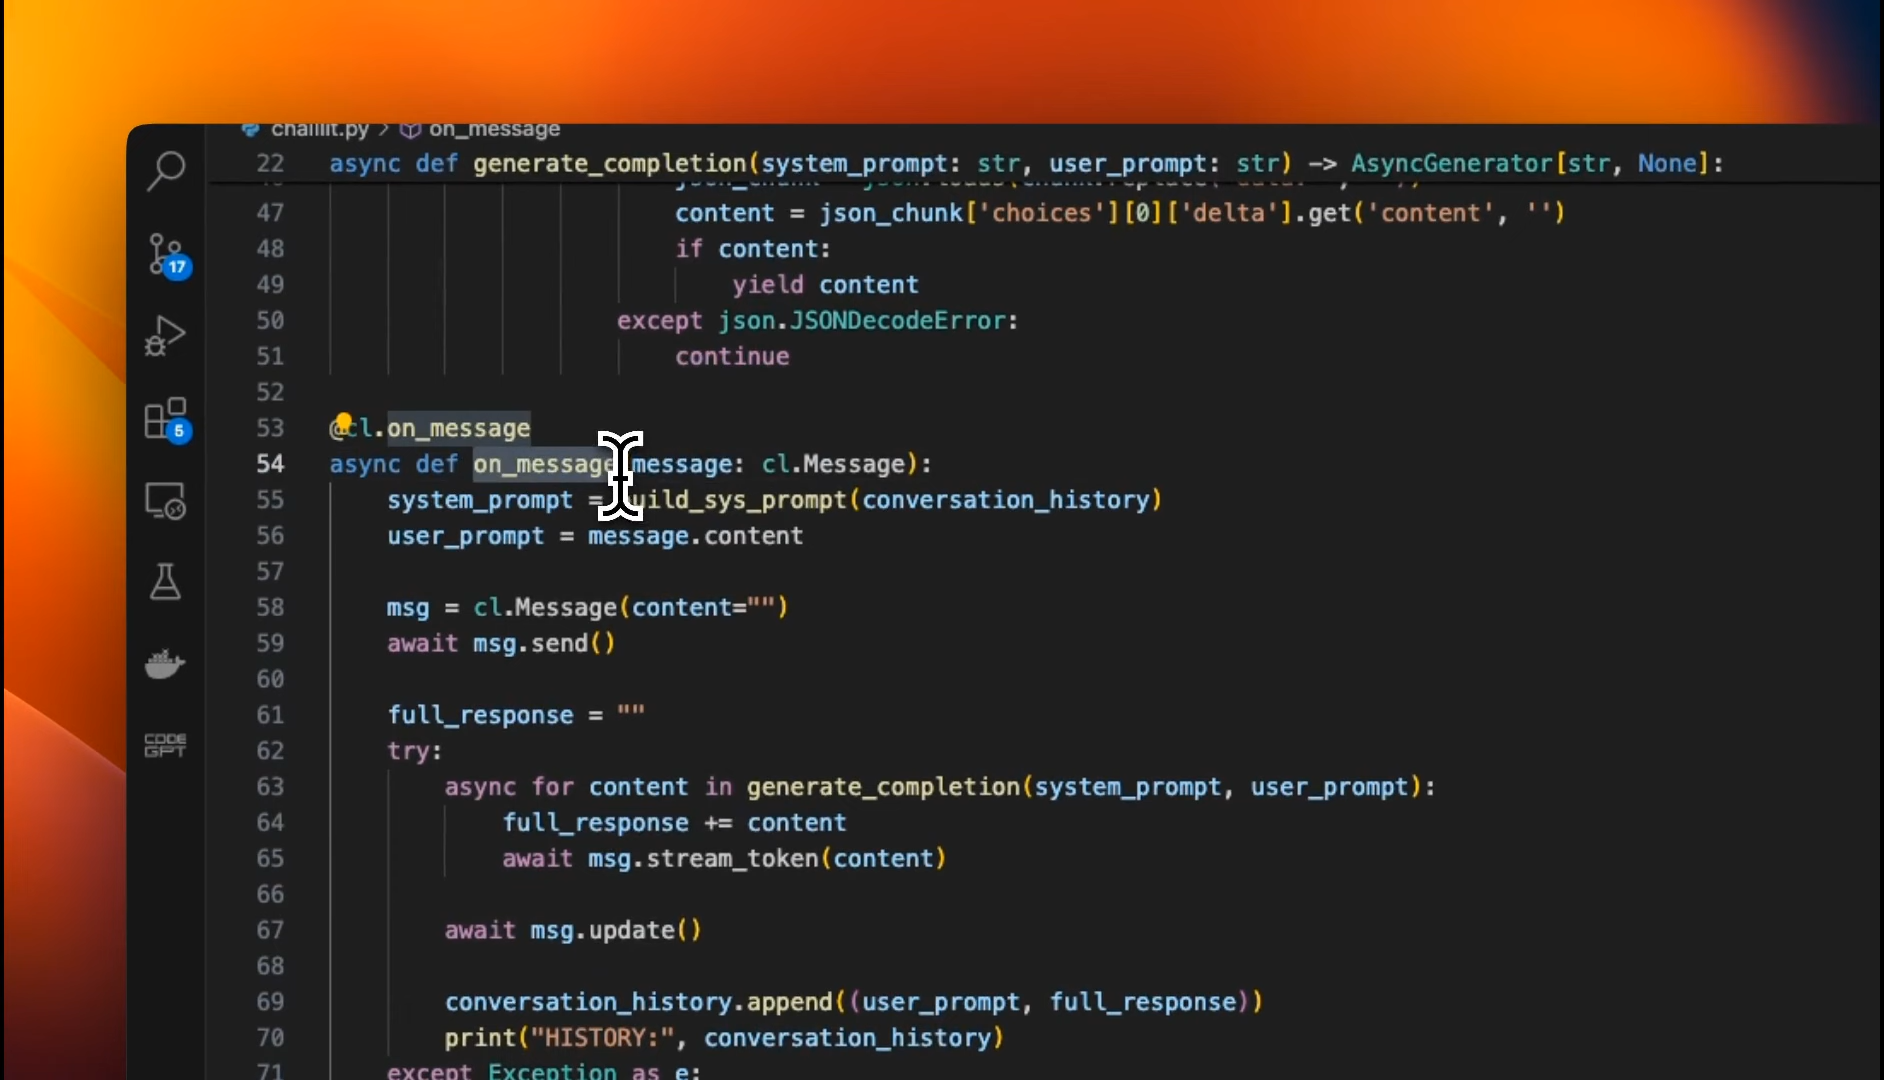 chainlit.py > on_message
22 async def generate_completion(system_prompt: str, user_prompt: str) -> AsyncGenerator[str, None]:
47 content = json_chunk['choices'][0]['delta'].get('content', '')
48 if content:
49 yield content
50 except json.JSONDecodeError:
51 continue
52
53 @cl.on_message
54 async def on_message(message: cl.Message):
55 system_prompt = build_sys_prompt(conversation_history)
56 user_prompt = message.content
57
58 msg = cl.Message(content="")
59 await msg.send()
60
61 full_response = ""
62 try:
63 async for content in generate_completion(system_prompt, user_prompt):
64 full_response += content
65 await msg.stream_token(content)
66
67 await msg.update()
68
69 conversation_history.append((user_prompt, full_response))
70 print("HISTORY:", conversation_history)
71 except Exception as e:
17
5
CODE
GPT